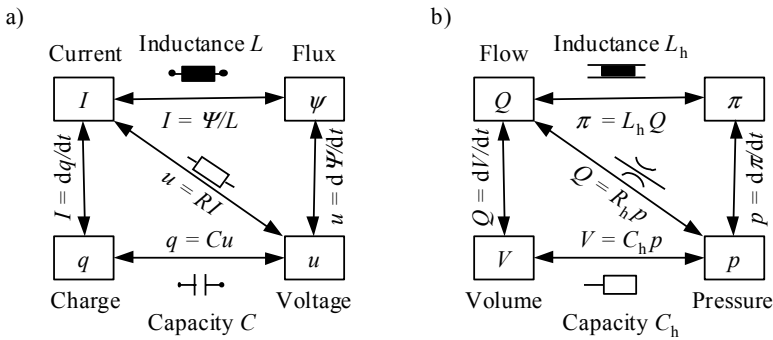 a)
Current
Inductance L
Flux
I
ψ
I = Ψ/L
I = dq/dt
u = RI
u = dΨ/dt
q = Cu
q
u
Charge
Voltage
Capacity C
b)
Flow
Inductance Lh
Q
π
π = LhQ
Q = dV/dt
Q = Rhp
p = dπ/dt
V = Chp
V
p
Volume
Pressure
Capacity Ch